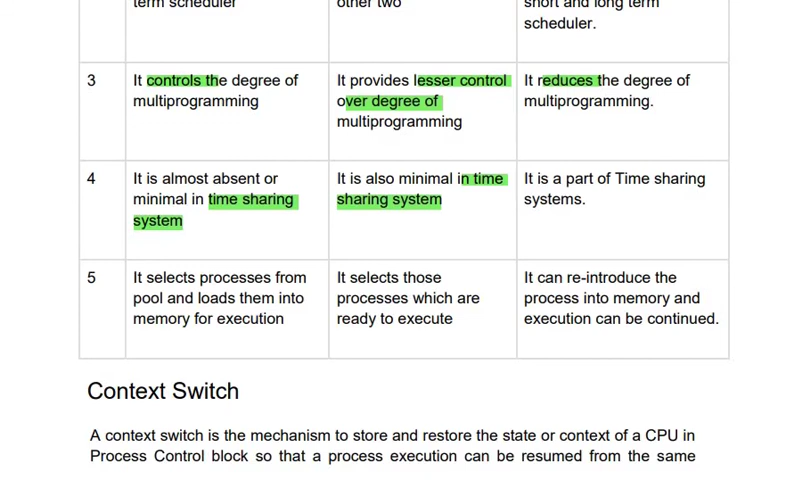 term scheduler
other two
short and long term
scheduler.
3
It controls the degree of
multiprogramming
It provides lesser control
over degree of
multiprogramming
It reduces the degree of
multiprogramming.
4
It is almost absent or
minimal in time sharing
system
It is also minimal in time
sharing system
It is a part of Time sharing
systems.
5
It selects processes from
pool and loads them into
memory for execution
It selects those
processes which are
ready to execute
It can re-introduce the
process into memory and
execution can be continued.
Context Switch
A context switch is the mechanism to store and restore the state or context of a CPU in
Process Control block so that a process execution can be resumed from the same